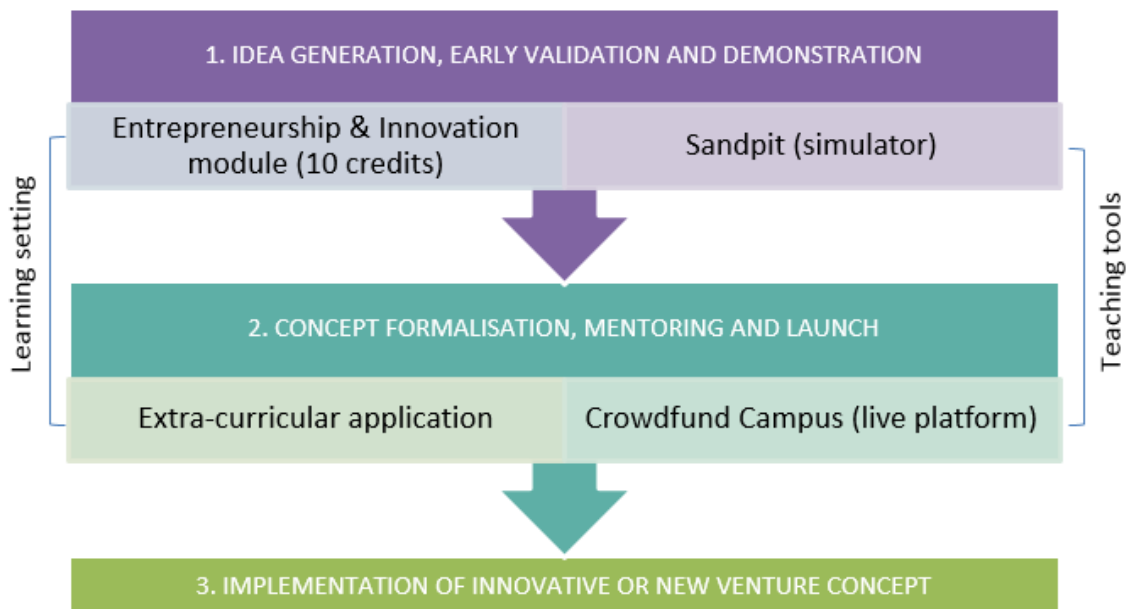 1. IDEA GENERATION, EARLY VALIDATION AND DEMONSTRATION
Entrepreneurship & Innovation
module (10 credits)
Sandpit (simulator)
Learning setting
Teaching tools
2. CONCEPT FORMALISATION, MENTORING AND LAUNCH
Extra-curricular application
Crowdfund Campus (live platform)
3. IMPLEMENTATION OF INNOVATIVE OR NEW VENTURE CONCEPT